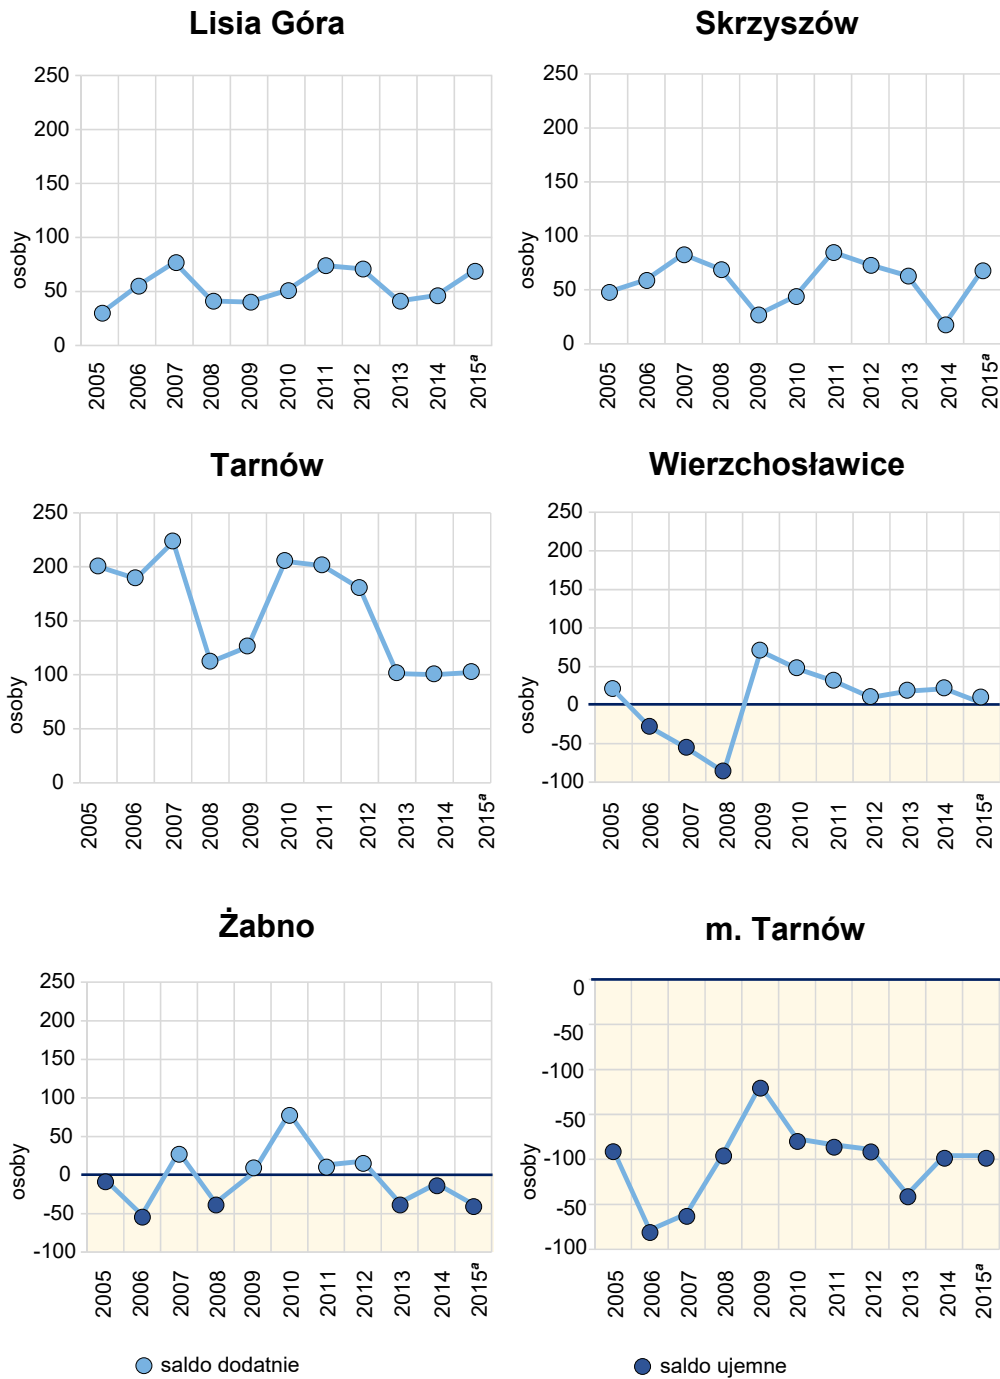 Lisia Góra
250
200
150
100
50
0
osoby
2005 2006 2007 2008 2009 2010 2011 2012 2013 2014 2015ª
Skrzyszów
250
200
150
100
50
0
osoby
2005 2006 2007 2008 2009 2010 2011 2012 2013 2014 2015ª
Tarnów
250
200
150
100
50
0
osoby
2005 2006 2007 2008 2009 2010 2011 2012 2015ª
Wierzchosławice
250
200
150
100
50
0
-50
-100
osoby
2005 2006 2007 2008 2009 2010 2011 2012 2013 2014 2015ª
Żabno
250
200
150
100
50
0
-50
-100
osoby
2005 2006 2007 2008 2009 2010 2011 2012 2013 2014 2015ª
m. Tarnów
0
-50
-100
-50
-100
-50
-100
osoby
2005 2006 2007 2008 2009 2010 2011 2012 2013 2014 2015ª
saldo dodatnie
saldo ujemne